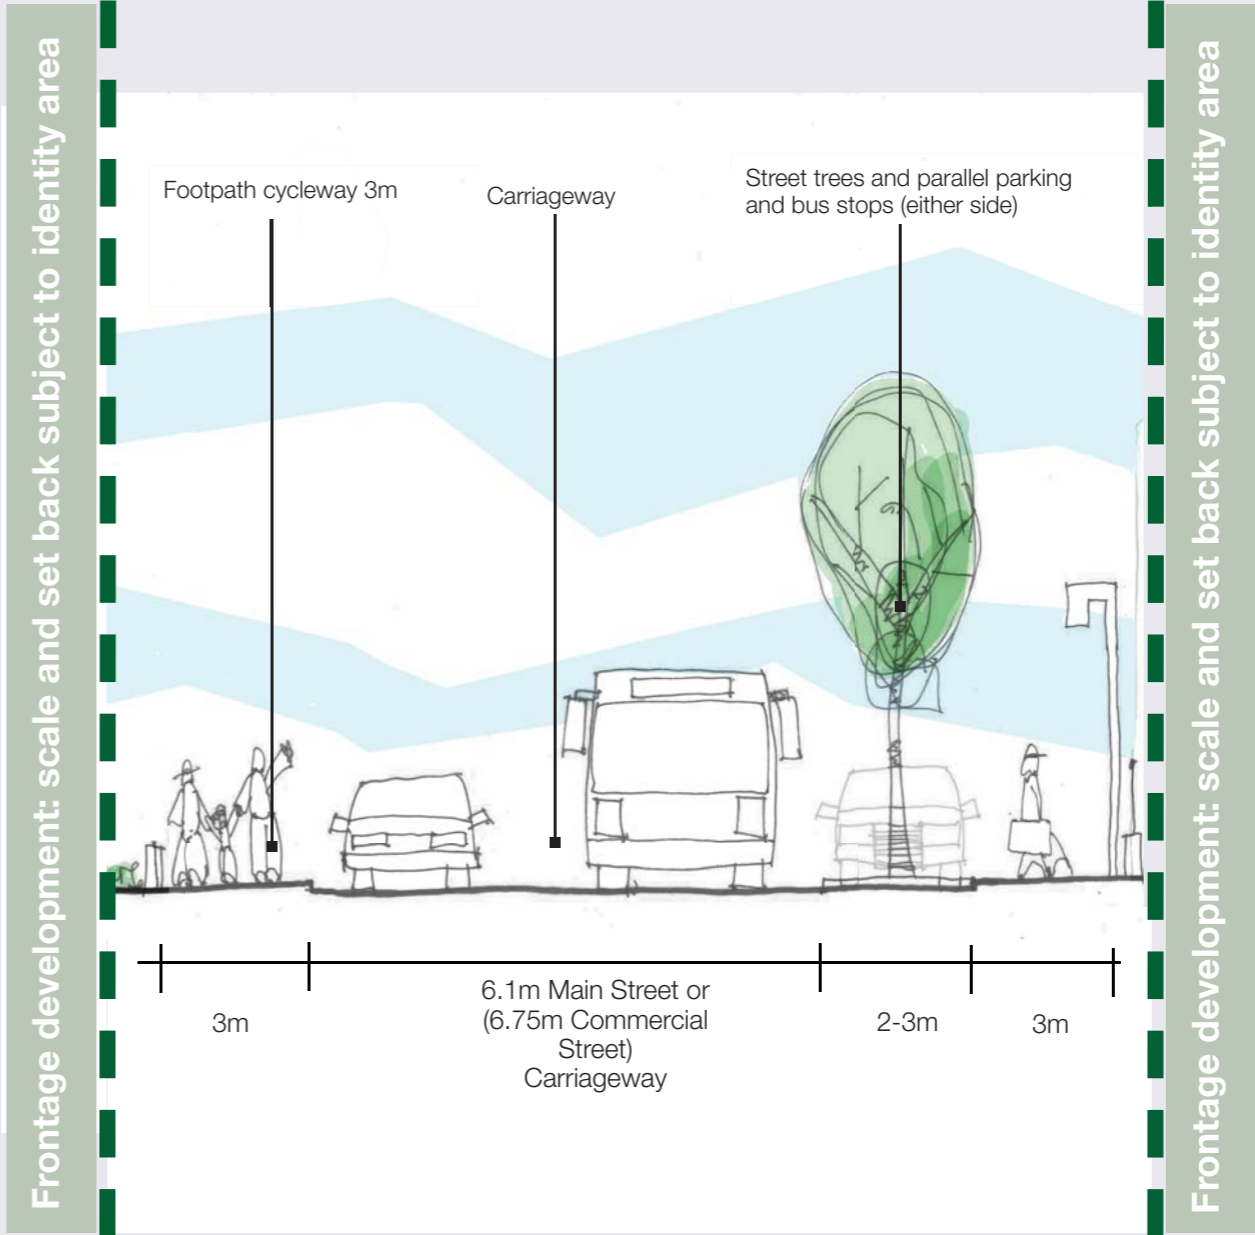 Frontage development: scale and set back subject to identity area
Footpath cycleway 3m
Carriageway
Street trees and parallel parking
and bus stops (either side)
3m
6.1m Main Street or
(6.75m Commercial
Street)
Carriageway
2-3m
3m
Frontage development: scale and set back subject to identity area